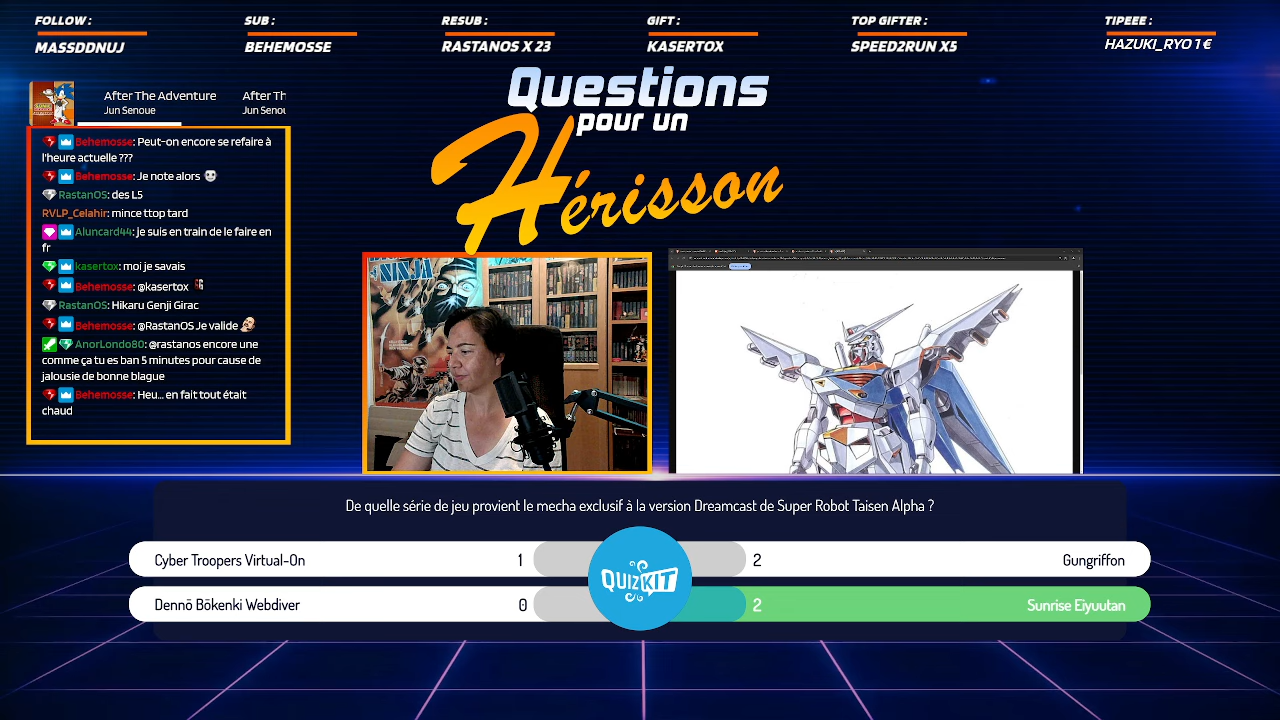 FOLLOW :
MASSDDNUJ
SUB :
BEHEMOSSE
RESUB :
RASTANOS X 23
GIFT :
KASERTOX
TOP GIFTER :
SPEED2RUN X5
TIPEEE :
HAZUKI_RYO 1 €
After The Adventure
Jun Senoue
After Th
Jun Senou
Questions
pour un
Hérisson
Behemosse: Peut-on encore se refaire à
l'heure actuelle ???
Behemosse: Je note alors
RastanOS: des L5
RVLP_Celahir: mince ttop tard
Aluncard44: je suis en train de le faire en
fr
kasertox: moi je savais
Behemosse: @kasertox
RastanOS: Hikaru Genji Girac
Behemosse: @RastanOS Je valide
AnorLondo80: @rastanos encore une
comme ça tu es ban 5 minutes pour cause de
jalousie de bonne blague
Behemosse: Heu... en fait tout était
chaud
NINJA
De quelle série de jeu provient le mecha exclusif à la version Dreamcast de Super Robot Taisen Alpha ?
Cyber Troopers Virtual-On 1
2 Gungriffon
Dennō Bōkenki Webdiver 0
2 Sunrise Eiyuutan
QUIZKIT